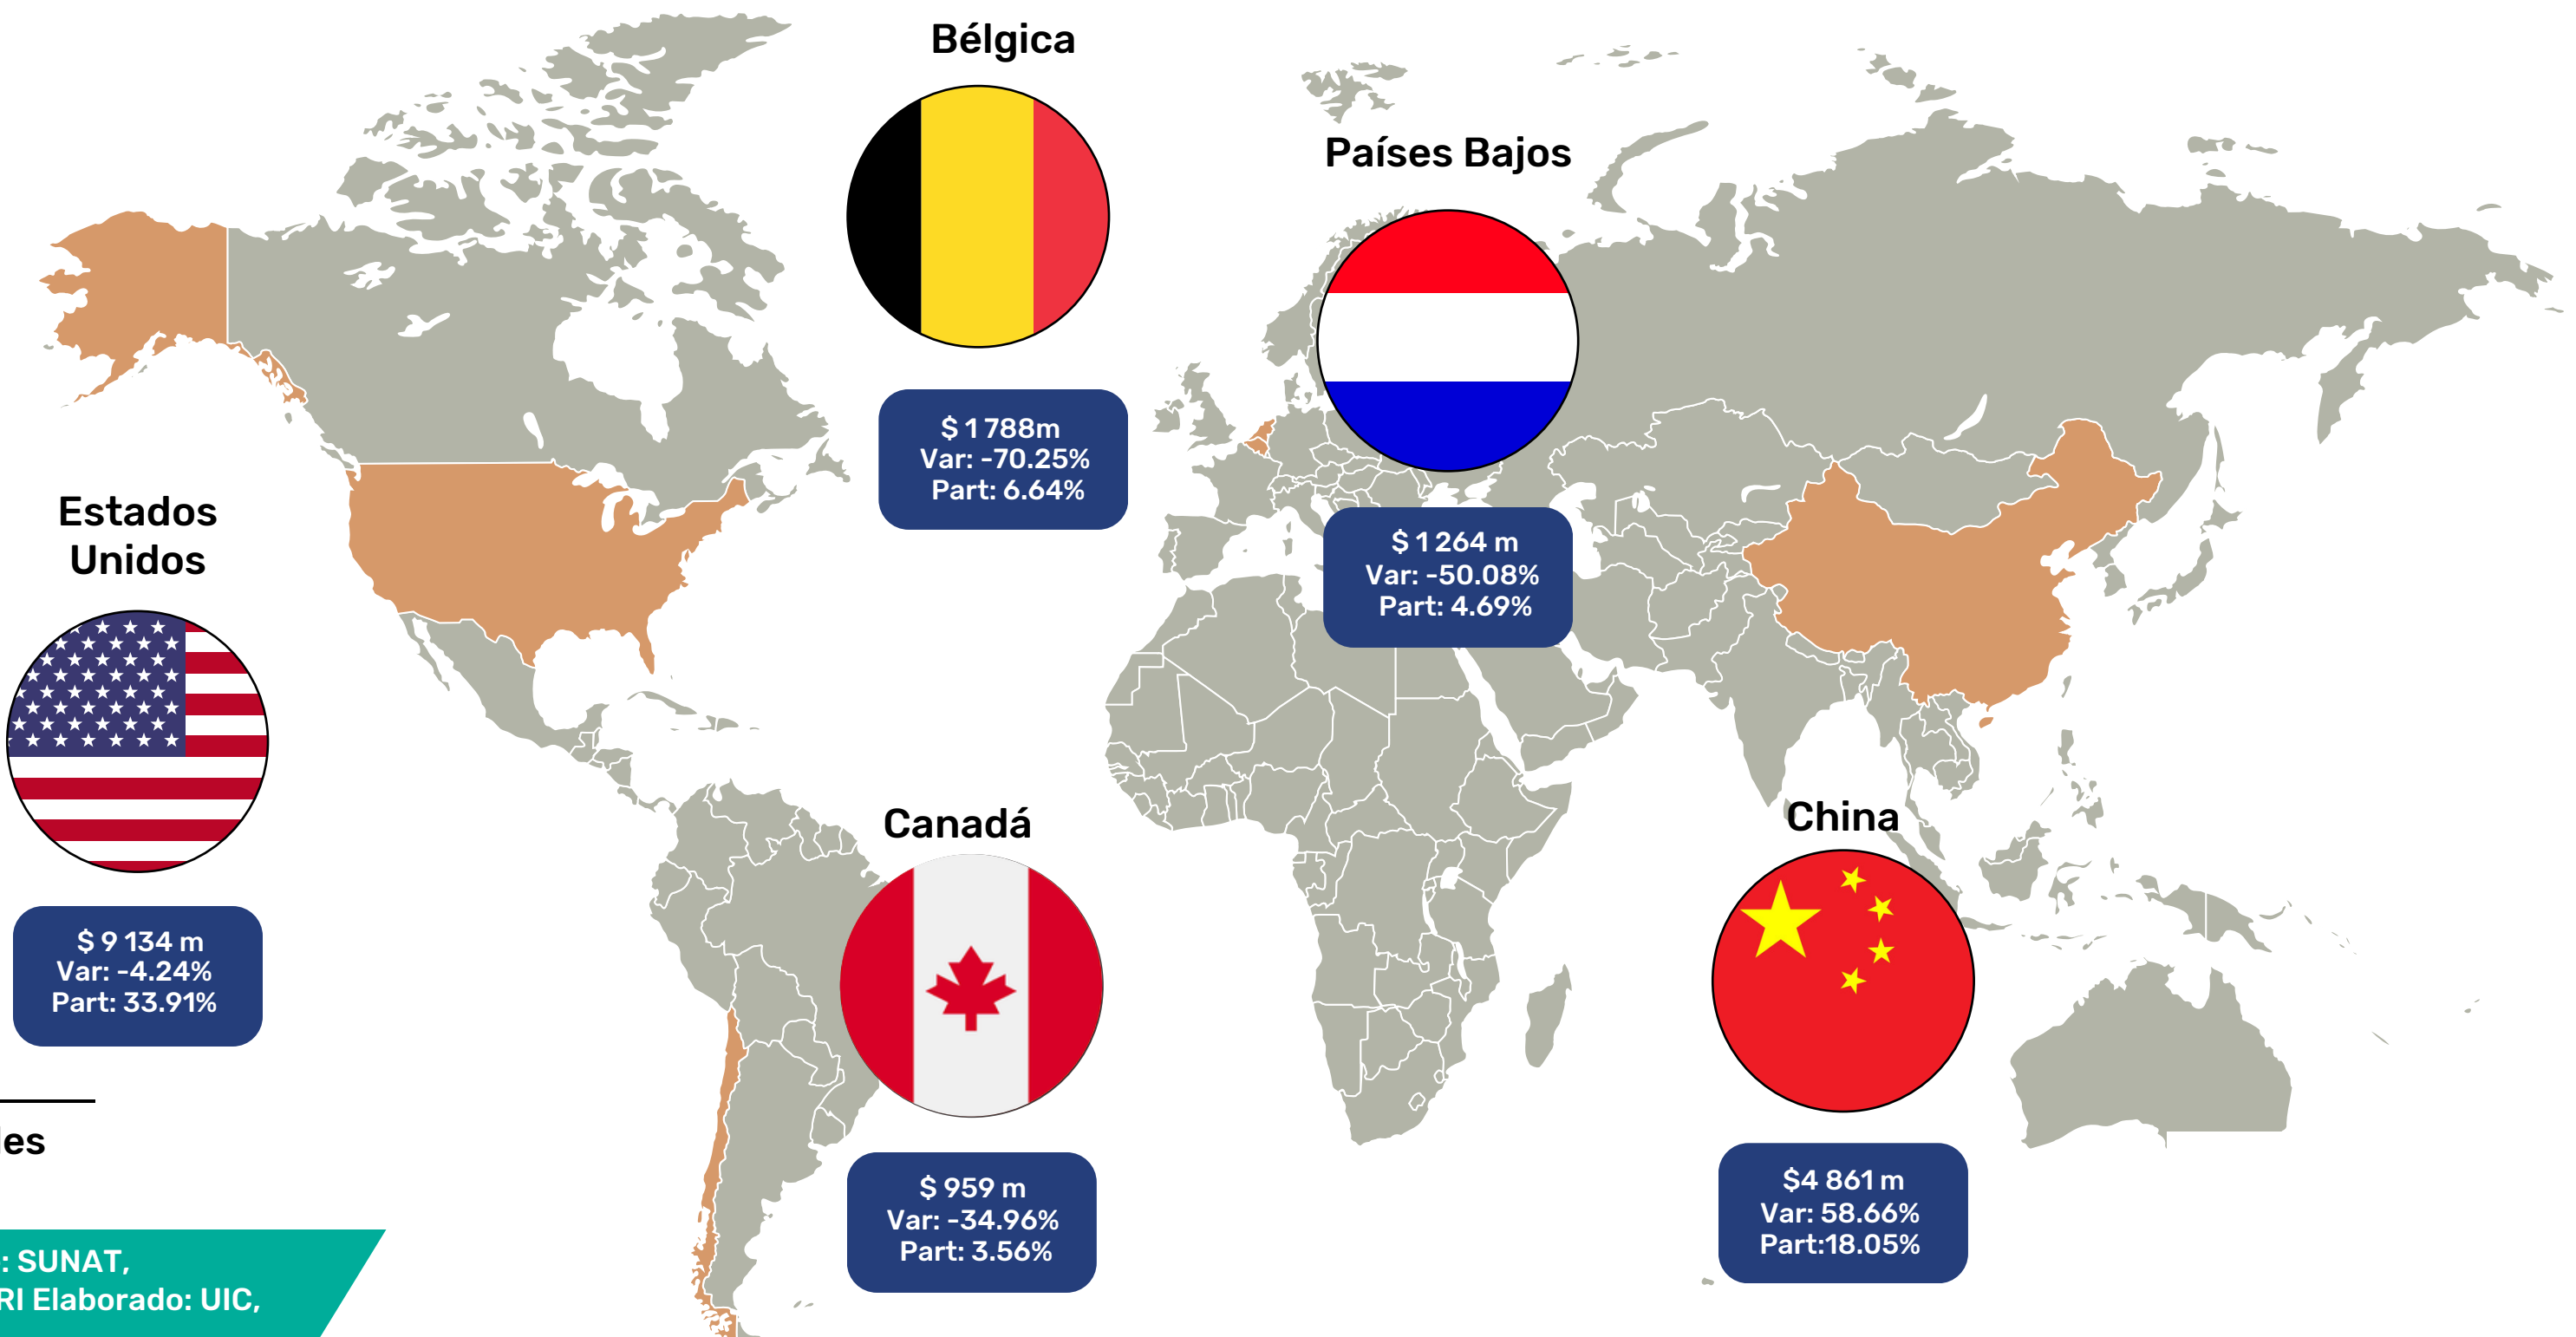 Bélgica
$ 1 788m
Var: -70.25%
Part: 6.64%
Países Bajos
$ 1 264 m
Var: -50.08%
Part: 4.69%
Estados
Unidos
$ 9 134 m
Var: -4.24%
Part: 33.91%
Canadá
$ 959 m
Var: -34.96%
Part: 3.56%
China
$4 861 m
Var: 58.66%
Part:18.05%
: SUNAT,
Elaborado: UIC,